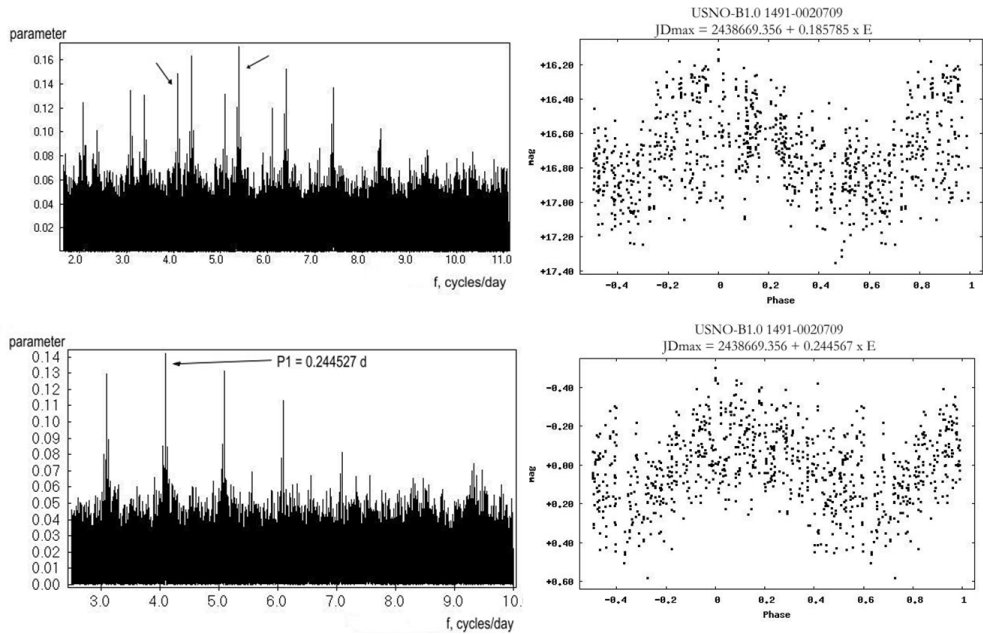 parameter
0.16
0.14
0.12
0.10
0.08
0.06
0.04
0.02
2.0 3.0 4.0 5.0 6.0 7.0 8.0 9.0 10.0 11.0
f, cycles/day
USNO-B1.0 1491-0020709
JDmax = 2438669.356 + 0.185785 x E
+16.20
+16.60
+16.80
+17.00
+17.20
+17.40
mag
-0.4 -0.2 0 0.2 0.4 0.6 0.8 1
Phase
parameter
0.14
0.13
0.12
0.11
0.10
0.09
0.08
0.07
0.06
0.05
0.04
0.03
0.02
0.01
0.00
P1 = 0.244527 d
3.0 4.0 5.0 6.0 7.0 8.0 9.0 10.
f, cycles/day
USNO-B1.0 1491-0020709
JDmax = 2438669.356 + 0.244567 x E
-0.40
-0.20
+0.00
+0.20
+0.40
+0.60
mag
-0.4 -0.2 0 0.2 0.4 0.6 0.8 1
Phase